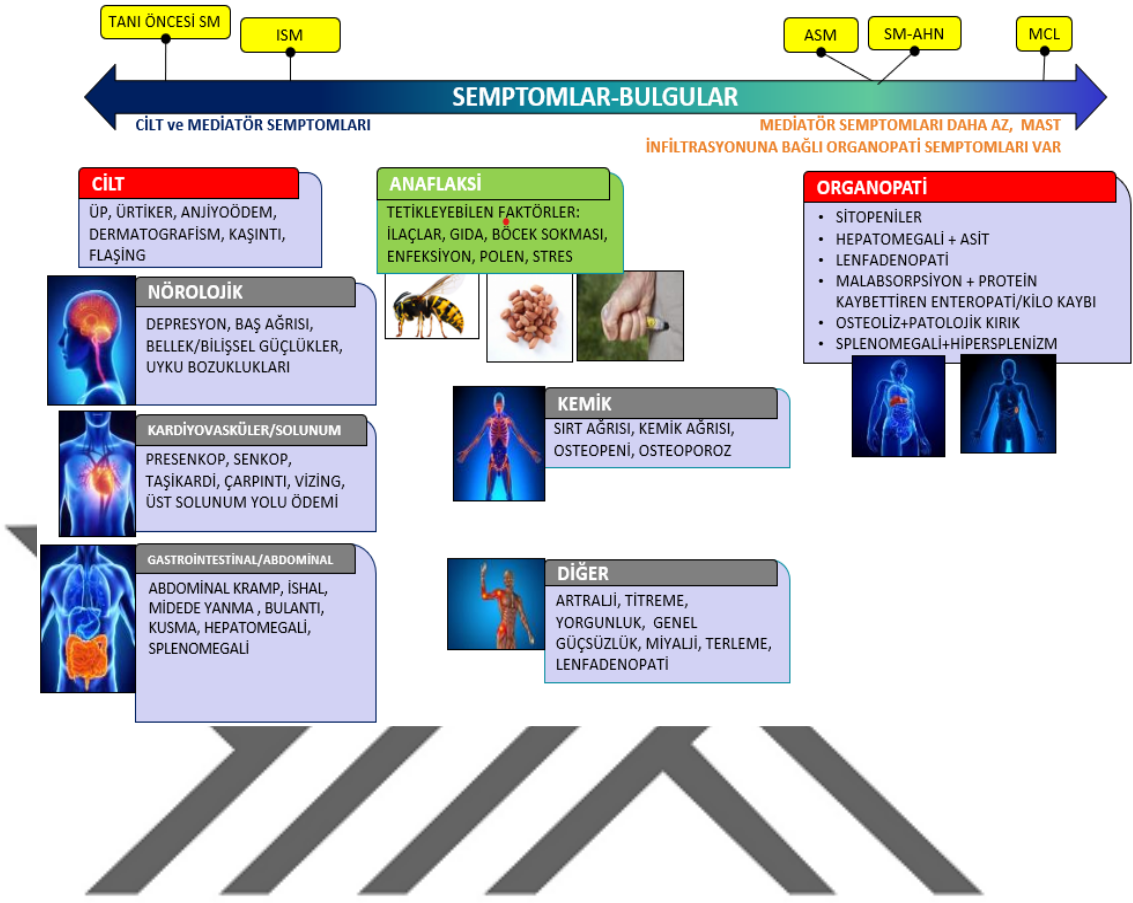 TANI ÖNCESİ SM
ISM
ASM
SM-AHN
MCL
SEMPTOMLAR-BULGULAR
CİLT ve MEDİATÖR SEMPTOMLARI
MEDİATÖR SEMPTOMLARI DAHA AZ, MAST
İNFİLTRASYONUNA BAĞLI ORGANOPATİ SEMPTOMLARI VAR
CİLT
ÜP, ÜRTİKER, ANJİYOÖDEM,
DERMATOGRAFİSM, KAŞINTI,
FLAŞİNG
NÖROLOJİK
DEPRESYON, BAŞ AĞRISI,
BELLEK/BİLİŞSEL GÜÇLÜKLER,
UYKU BOZUKLUKLARI
KARDİYOVASKÜLER/SOLUNUM
PRESENKOP, SENKOP,
TAŞİKARDİ, ÇARPINTI, VİZİNG,
ÜST SOLUNUM YOLU ÖDEMİ
GASTROİNTESTİNAL/ABDOMİNAL
ABDOMİNAL KRAMP, İSHAL,
MİDEDE YANMA , BULANTI,
KUSMA, HEPATOMEGALİ,
SPLENOMEGALİ
ANAFLAKSİ
TETİKLEYEBİLEN FAKTÖRLER:
İLAÇLAR, GIDA, BÖCEK SOKMASI,
ENFEKSİYON, POLEN, STRES
KEMİK
SIRT AĞRISI, KEMİK AĞRISI,
OSTEOPENİ, OSTEOPOROZ
DİĞER
ARTRALJİ, TİTREME,
YORGUNLUK, GENEL
GÜÇSÜZLÜK, MİYALJİ, TERLEME,
LENFADENOPATİ
ORGANOPATİ
• SİTOPENİLER
• HEPATOMEGALİ + ASİT
• LENFADENOPATİ
• MALABSORPSİYON + PROTEİN
KAYBETTİREN ENTEROPATİ/KİLO KAYBI
• OSTEOLİZ+PATOLOJİK KIRIK
• SPLENOMEGALİ+HİPERSPLENİZM